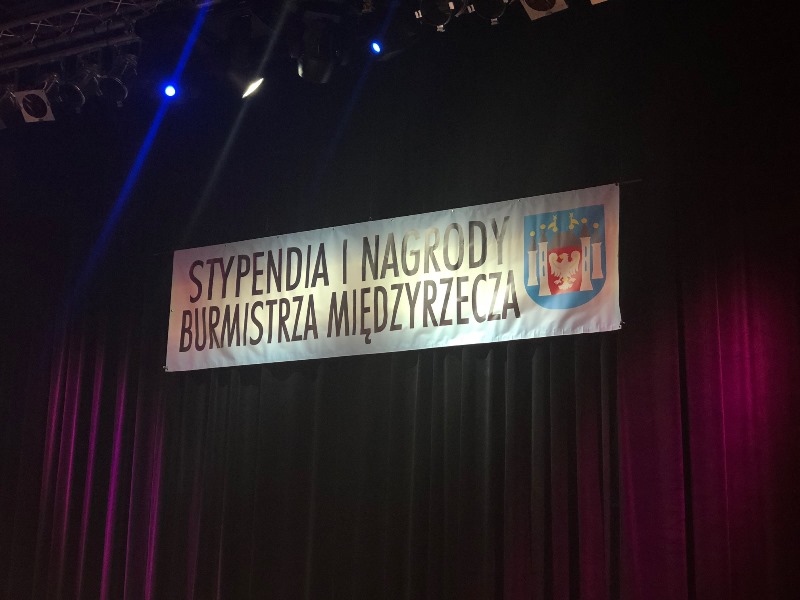 STYPENDIA I NAGRODY
BURMISTRZA MIĘDZYRZECZA